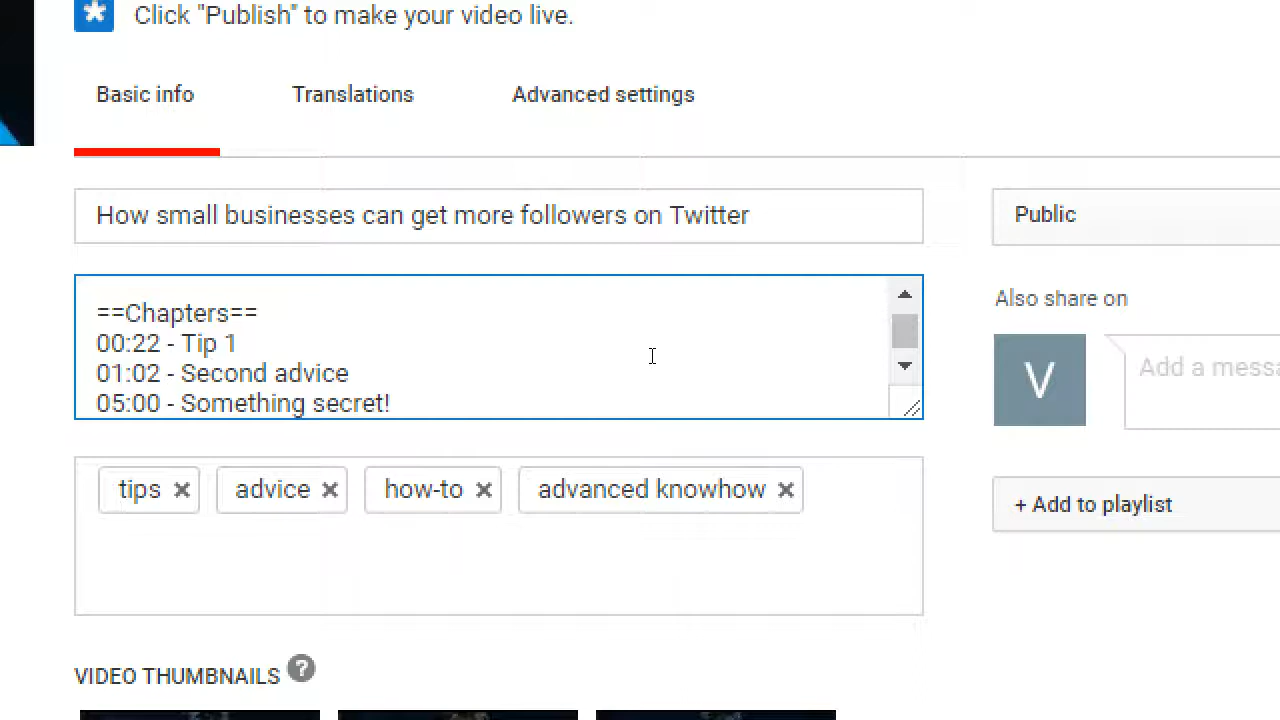 Click "Publish" to make your video live.
Basic info
Translations
Advanced settings
How small businesses can get more followers on Twitter
Public
==Chapters==
00:22 - Tip 1
01:02 - Second advice
05:00 - Something secret!
Also share on
V
Add a messa
tips
advice
how-to
advanced knowhow
+ Add to playlist
VIDEO THUMBNAILS ?